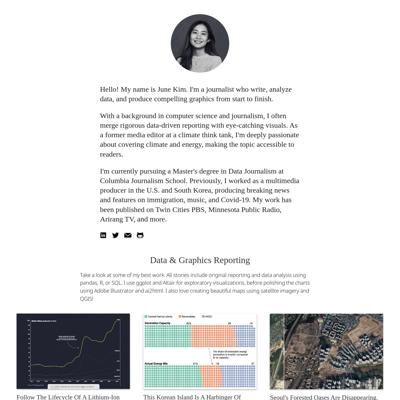 Hello! My name is June Kim. I'm a journalist who write, analyze
data, and produce compelling graphics from start to finish.
With a background in computer science and journalism, I often
merge rigorous data-driven reporting with eye-catching visuals. As
a former media editor at a climate think tank, I'm deeply passionate
about covering climate and energy, making the topic accessible to
readers.
I'm currently pursuing a Master's degree in Data Journalism at
Columbia Journalism School. Previously, I worked as a multimedia
producer in the U.S. and South Korea, producing breaking news
and features on immigration, music, and Covid-19. My work has
been published on Twin Cities PBS, Minnesota Public Radio,
Arirang TV, and more.
Data & Graphics Reporting
Take a look at some of my best work. All stories include original reporting and data analysis using
pandas, R, or SQL. I use ggplot and Altair for exploratory visualizations, before polishing the charts
using Adobe Illustrator and ai2html. I also love creating beautiful maps using satellite imagery and
QGIS!
Generation Capacity
Actual Energy Mix
Follow The Lifecycle Of A Lithium-Ion
This Korean Island Is A Harbinger Of
Seoul's Forested Oases Are Disappearing.